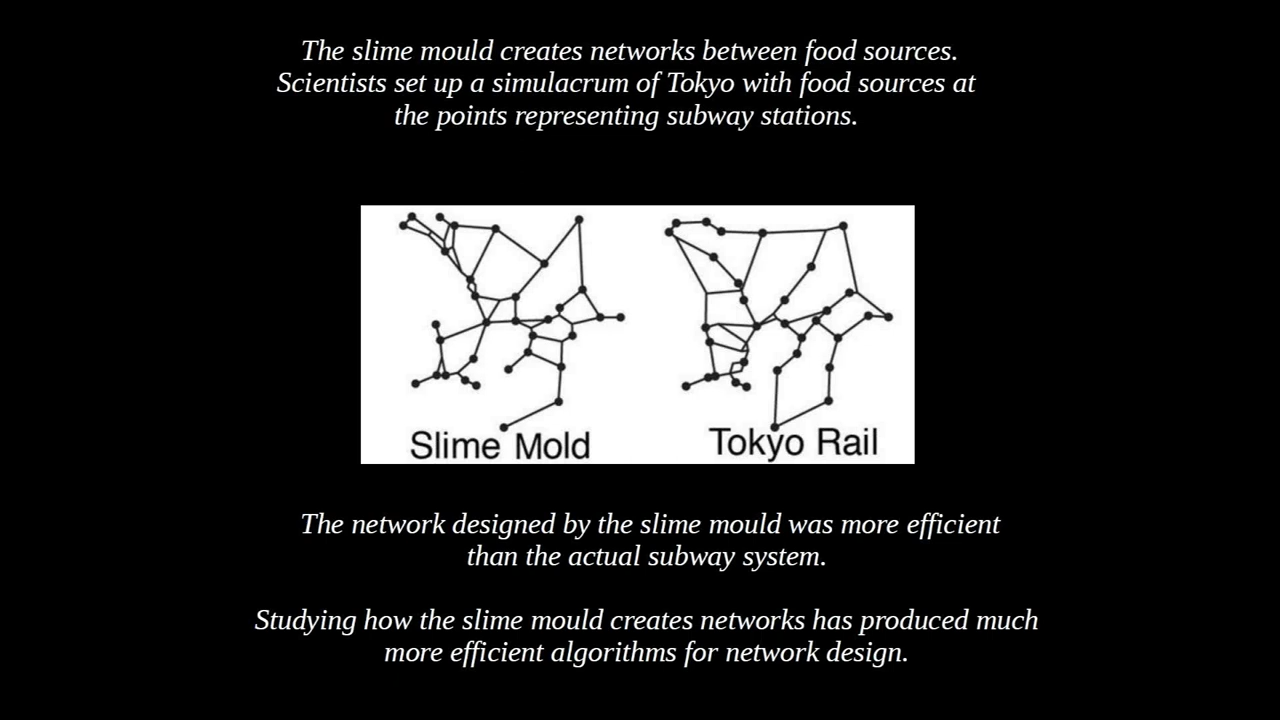 The slime mould creates networks between food sources.
Scientists set up a simulacrum of Tokyo with food sources at
the points representing subway stations.
Slime Mold
Tokyo Rail
The network designed by the slime mould was more efficient
than the actual subway system.
Studying how the slime mould creates networks has produced much
more efficient algorithms for network design.